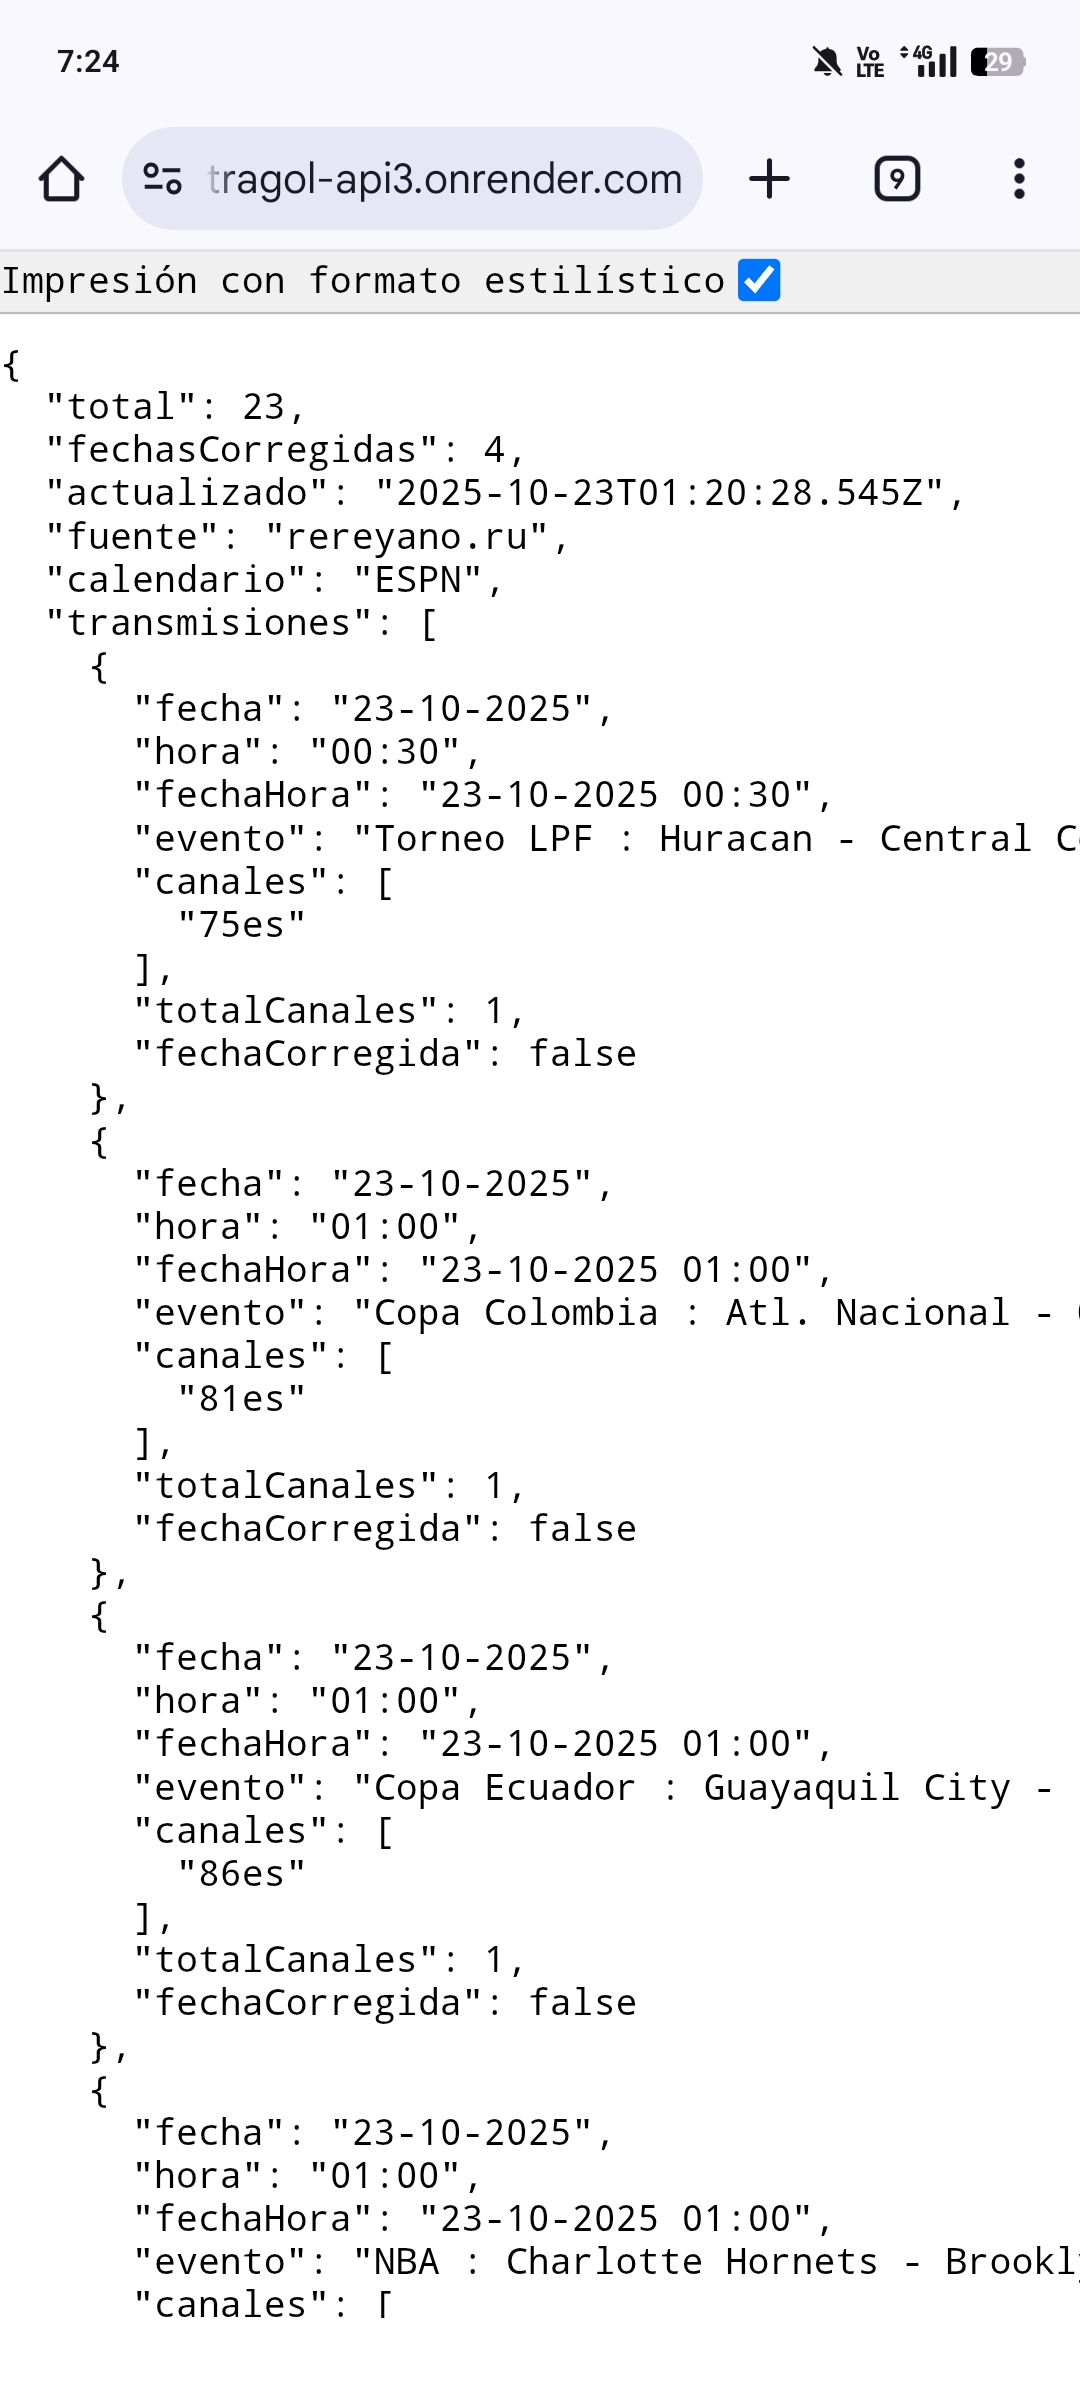 7:24
Vo LTE 4G 29
tragol-api3.onrender.com 9
Impresión con formato estilístico
{
  "total": 23,
  "fechasCorregidas": 4,
  "actualizado": "2025-10-23T01:20:28.545Z",
  "fuente": "rereyano.ru",
  "calendario": "ESPN",
  "transmisiones": [
    {
      "fecha": "23-10-2025",
      "hora": "00:30",
      "fechaHora": "23-10-2025 00:30",
      "evento": "Torneo LPF : Huracan - Central
      "canales": [
        "75es"
      ],
      "totalCanales": 1,
      "fechaCorregida": false
    },
    {
      "fecha": "23-10-2025",
      "hora": "01:00",
      "fechaHora": "23-10-2025 01:00",
      "evento": "Copa Colombia : Atl. Nacional -
      "canales": [
        "81es"
      ],
      "totalCanales": 1,
      "fechaCorregida": false
    },
    {
      "fecha": "23-10-2025",
      "hora": "01:00",
      "fechaHora": "23-10-2025 01:00",
      "evento": "Copa Ecuador : Guayaquil City -
      "canales": [
        "86es"
      ],
      "totalCanales": 1,
      "fechaCorregida": false
    },
    {
      "fecha": "23-10-2025",
      "hora": "01:00",
      "fechaHora": "23-10-2025 01:00",
      "evento": "NBA : Charlotte Hornets -
      "canales": [